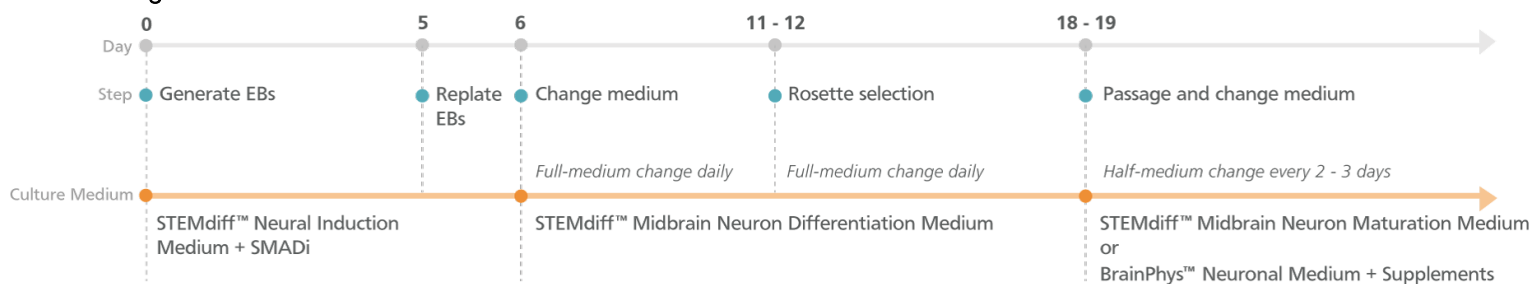 0 5 6 11 - 12 18 - 19
Day
Step Generate EBs Replate EBs Change medium Rosette selection Passage and change medium
Full-medium change daily Full-medium change daily Half-medium change every 2 - 3 days
Culture Medium
STEMdiff™ Neural Induction
Medium + SMADi
STEMdiff™ Midbrain Neuron Differentiation Medium
STEMdiff™ Midbrain Neuron Maturation Medium
or
BrainPhys™ Neuronal Medium + Supplements